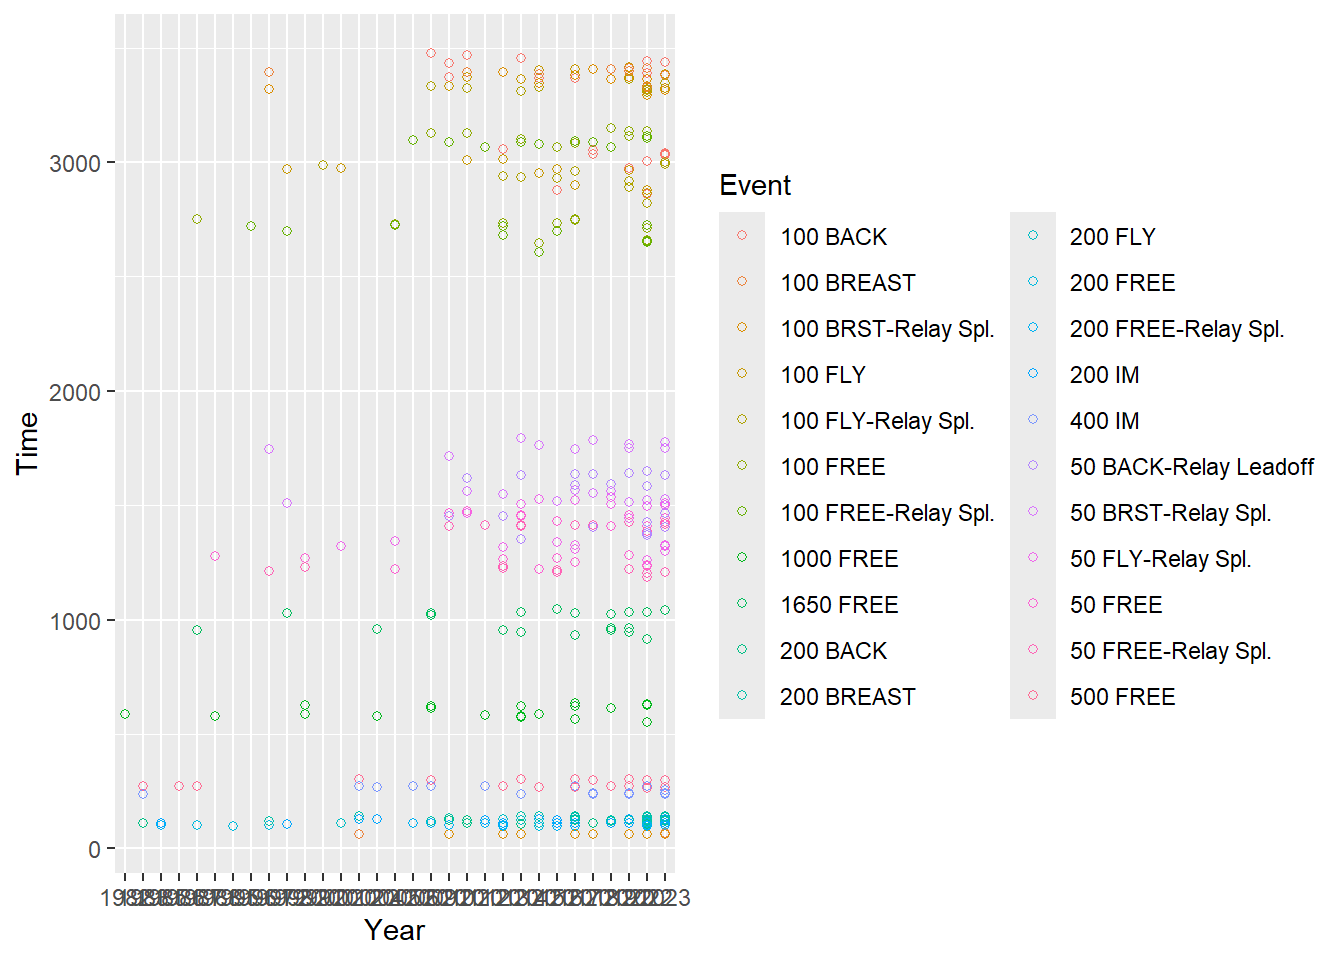 Event
100 BACK
100 BREAST
100 BRST-Relay Spl.
100 FLY
100 FLY-Relay Spl.
100 FREE
100 FREE-Relay Spl.
1000 FREE
1650 FREE
200 BACK
200 BREAST
200 FLY
200 FREE
200 FREE-Relay Spl.
200 IM
400 IM
50 BACK-Relay Leadoff
50 BRST-Relay Spl.
50 FLY-Relay Spl.
50 FREE
50 FREE-Relay Spl.
500 FREE
Time
3000
2000
1000
0
Year